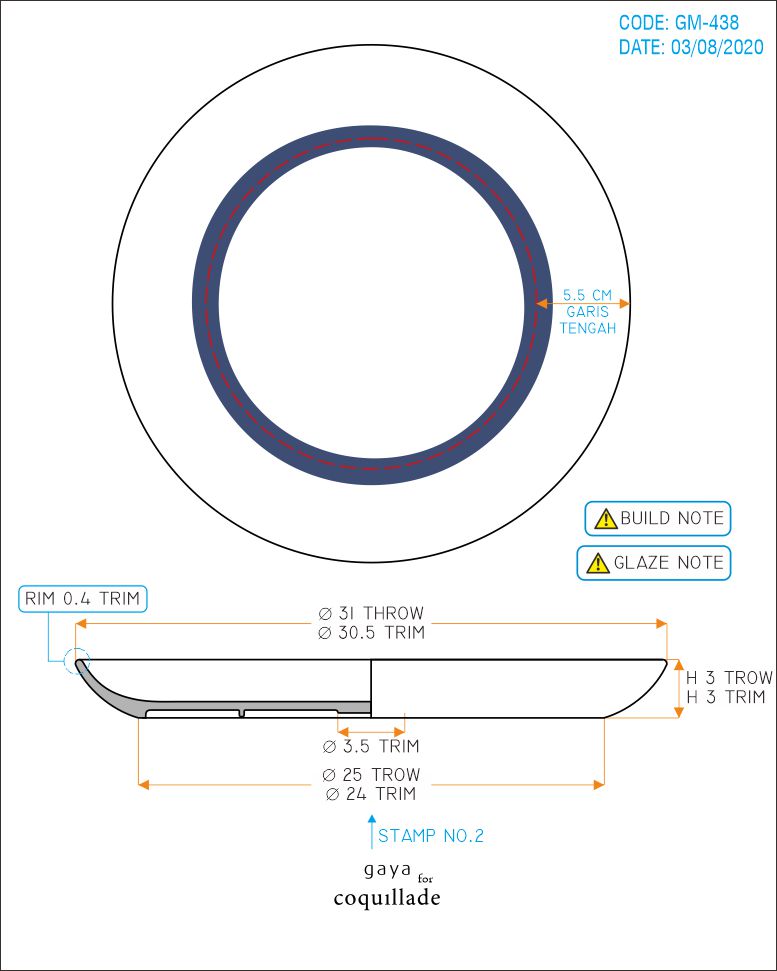 CODE: GM-438
DATE: 03/08/2020
5.5 CM
GARIS
TENGAH
BUILD NOTE
GLAZE NOTE
RIM 0.4 TRIM
∅ 31 THROW
∅ 30.5 TRIM
H 3 TROW
H 3 TRIM
∅ 3.5 TRIM
∅ 25 TROW
∅ 24 TRIM
STAMP NO.2
gaya for
coquillade